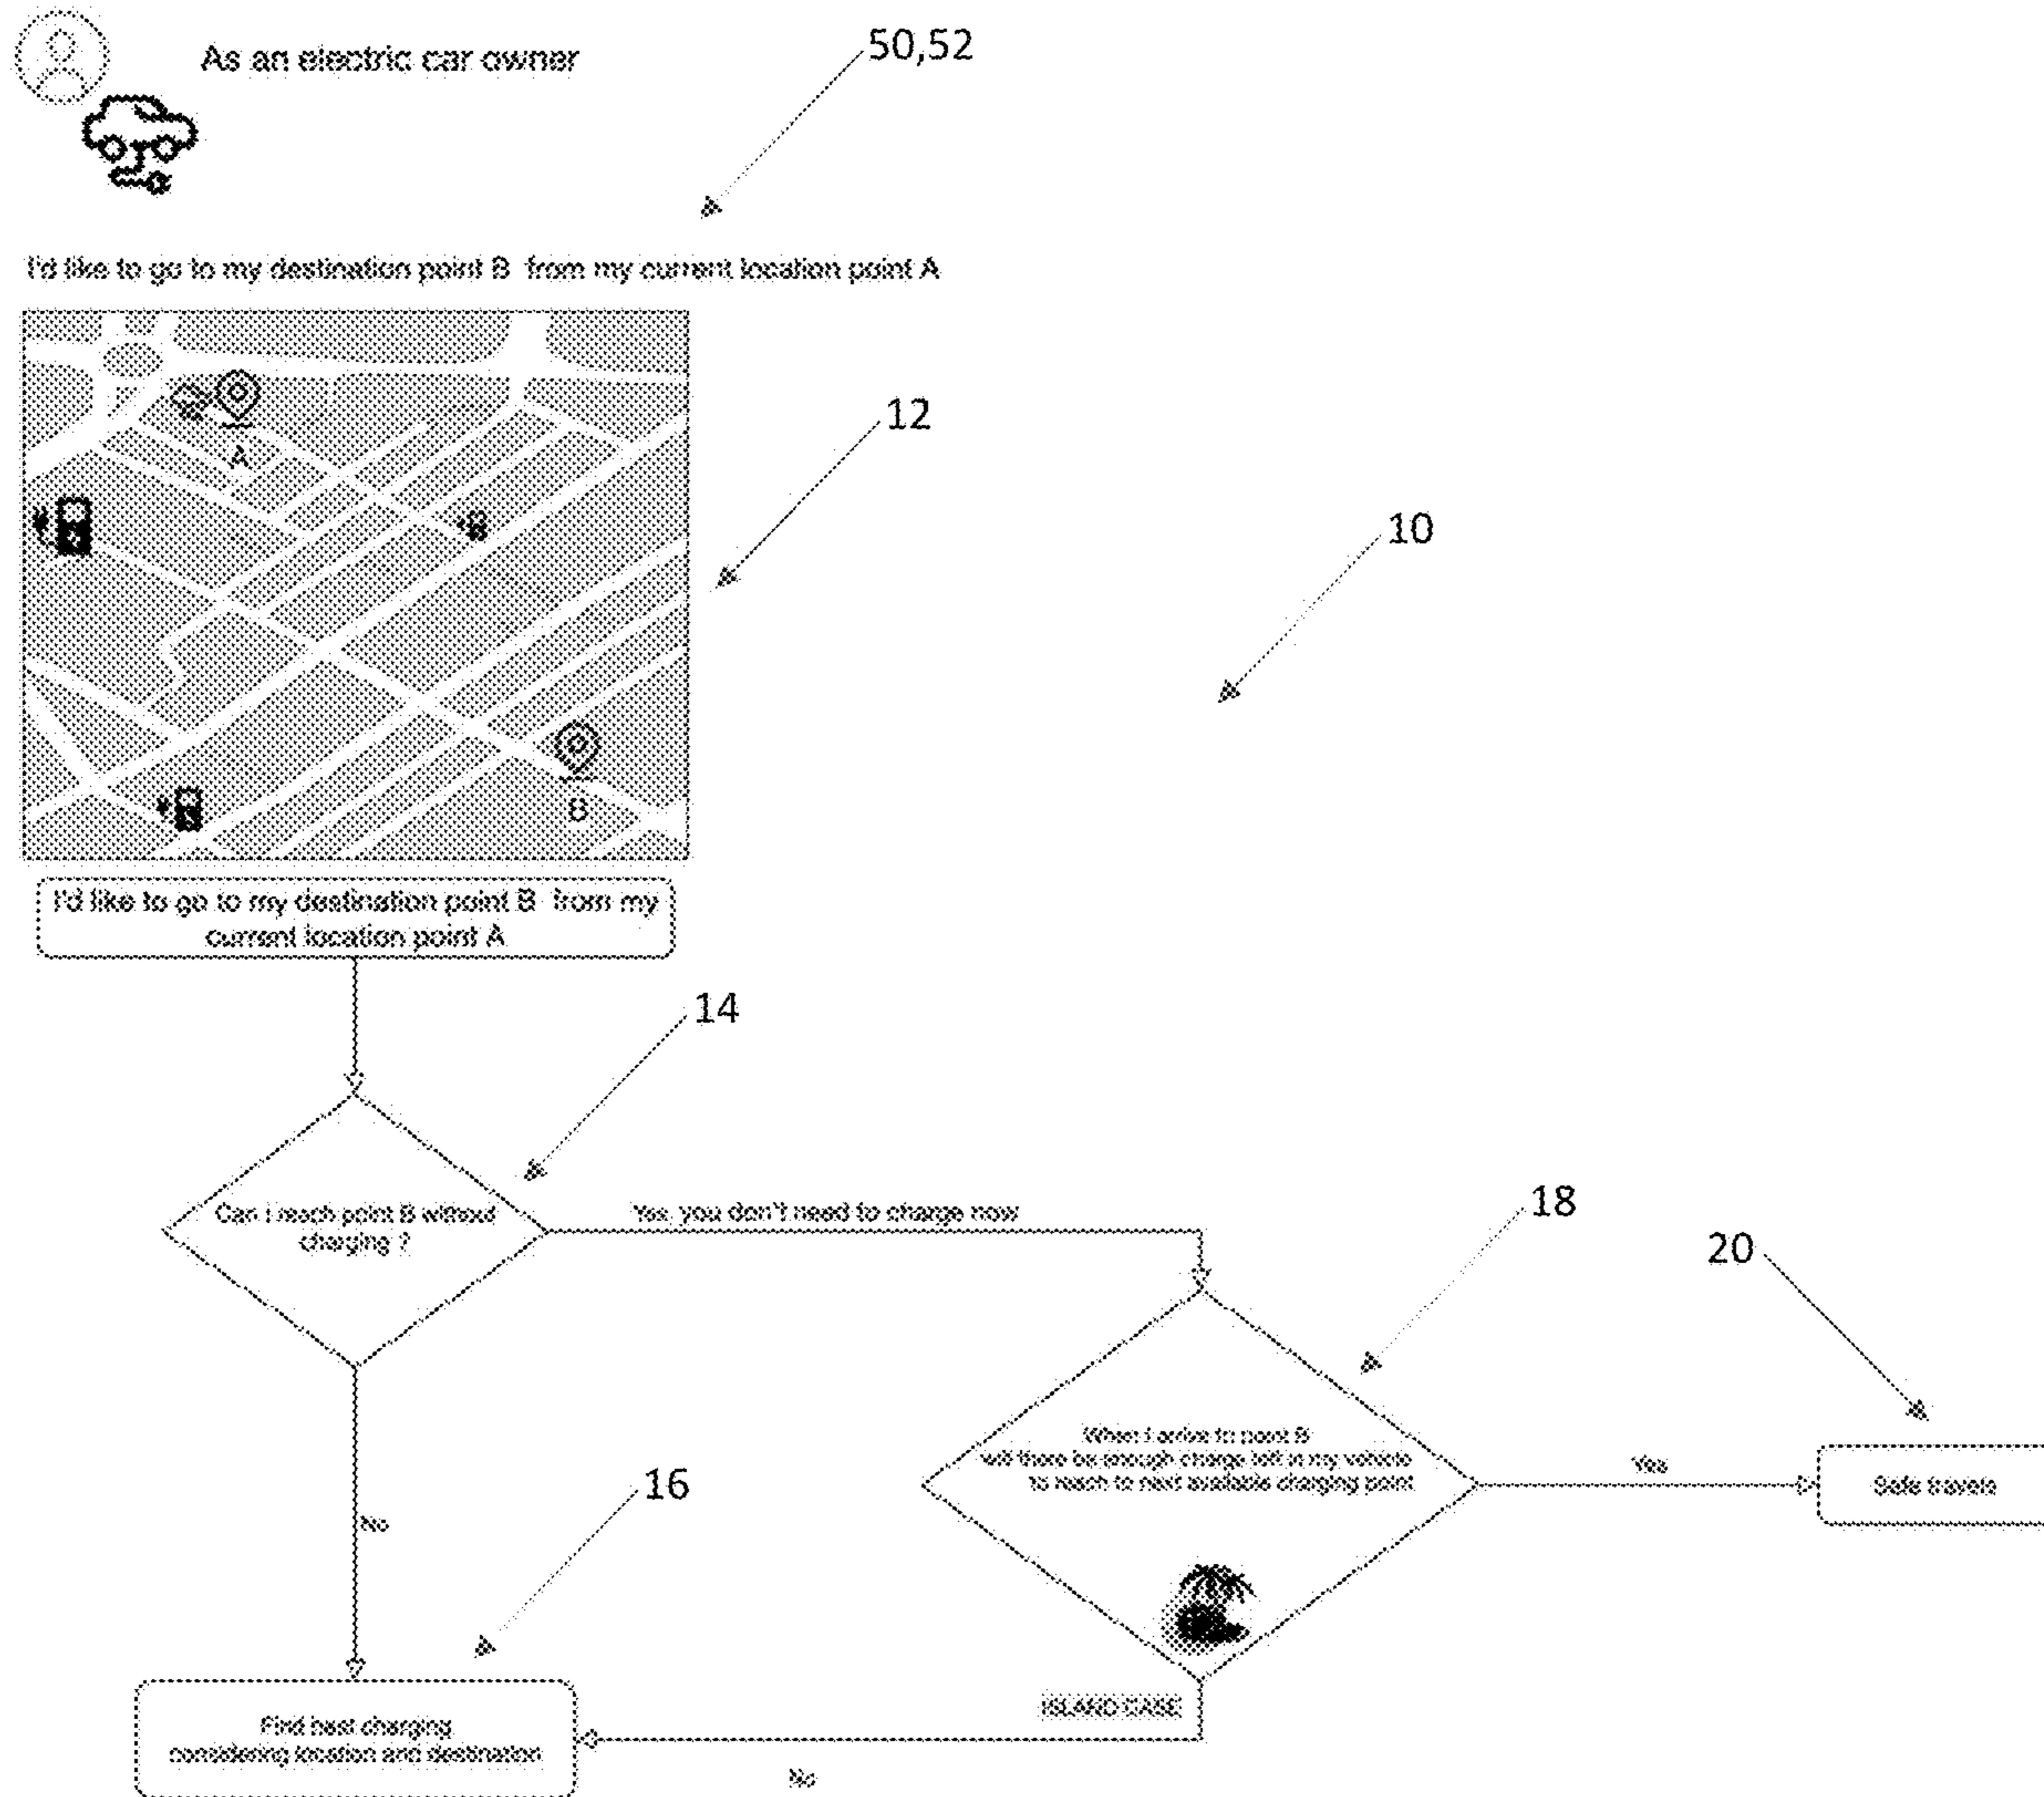 As an electric car owner
50,52
I'd like to go to my destination point B from my current location point A
12
A
10
B
I'd like to go to my destination point B from my
current location point A
14
Can I reach point B without
charging ?
Yes, you don't need to charge now
18
20
When I arrive to point B
will there be enough charge left in my vehicle
to reach to next available charging point
Yes
Safe travels
16
No
ISLAND CASE
Find best charging
considering location and destination
No